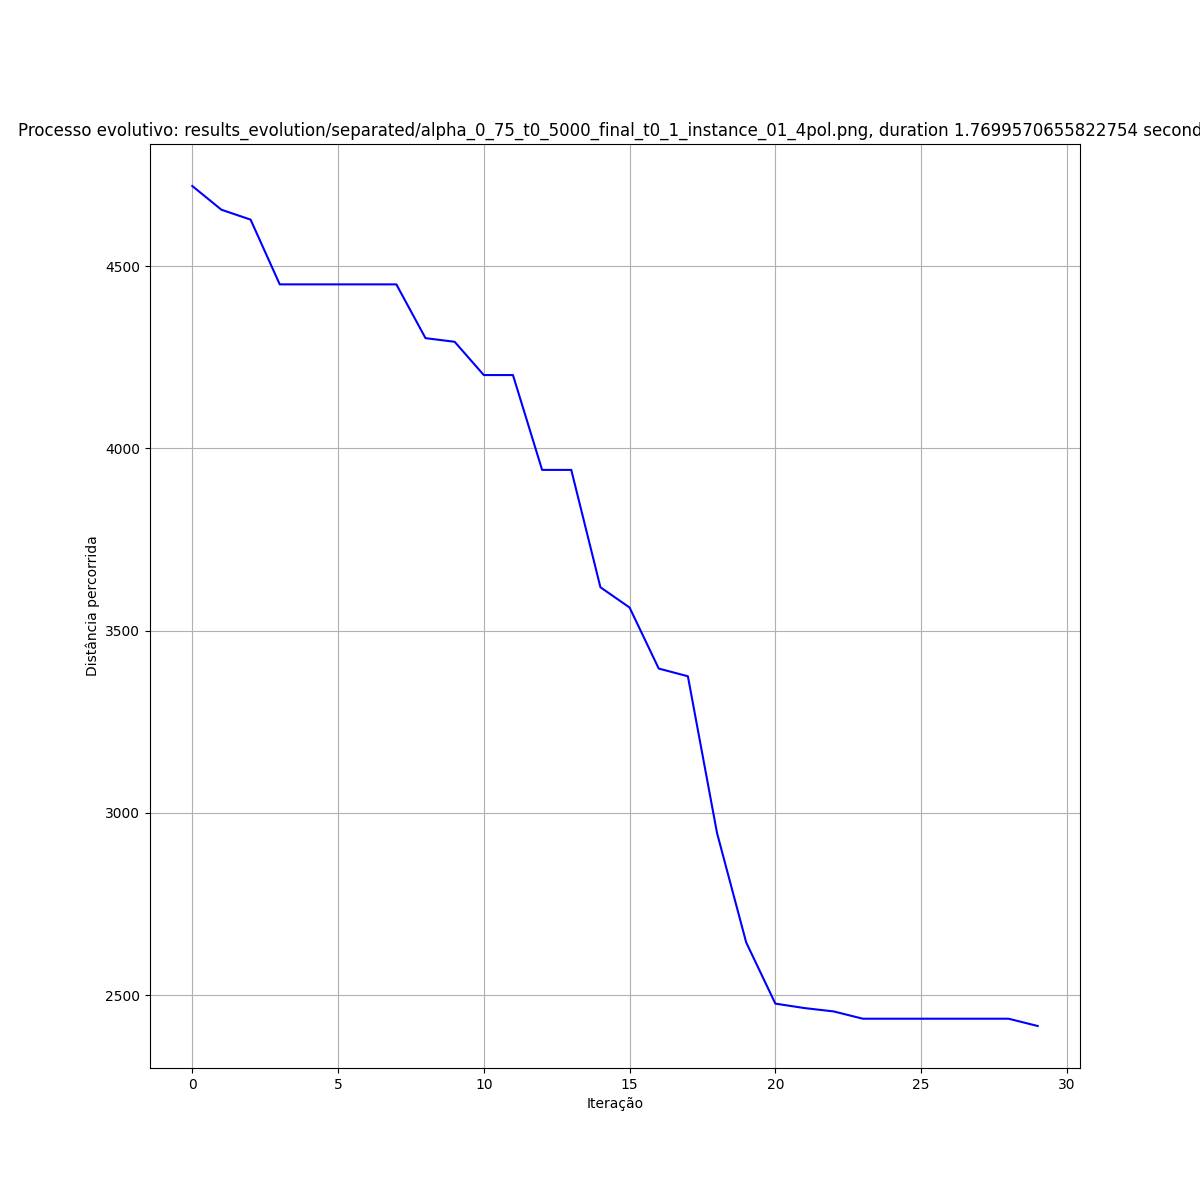 Processo evolutivo: results_evolution/separated/alpha_0_75_t0_5000_final_t0_1_instance_01_4pol.png, duration 1.7699570655822754 second
4500
4000
3500
3000
2500
Distância percorrida
0 5 10 15 20 25 30
Iteração